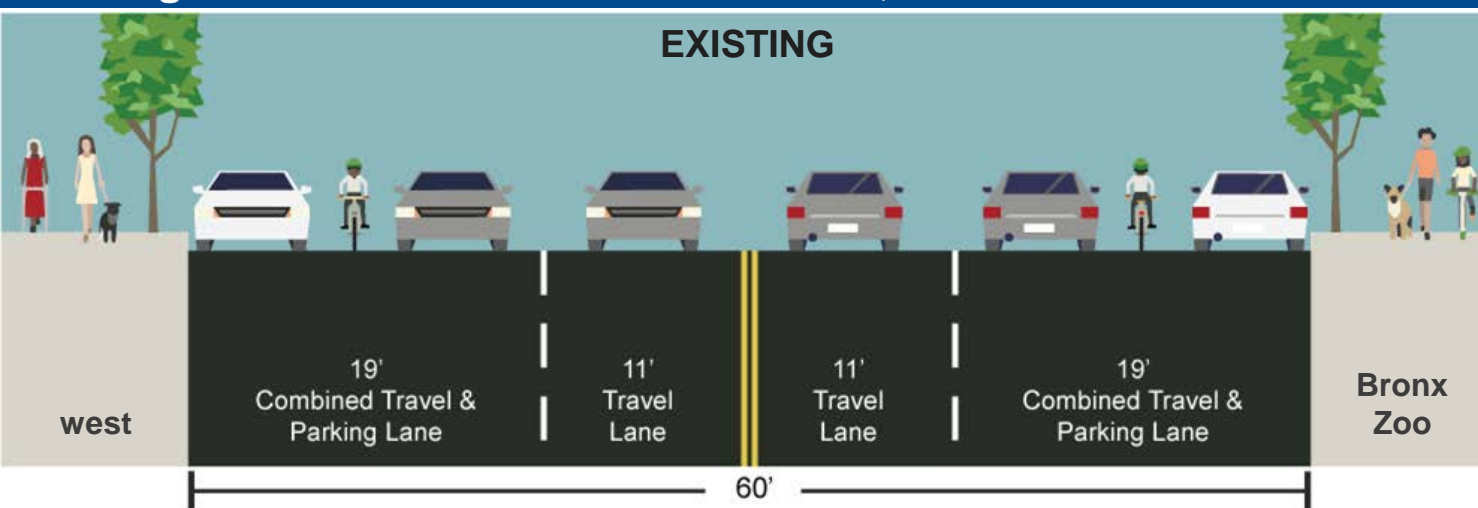 EXISTING
west
19'
Combined Travel &
Parking Lane
11'
Travel
Lane
11'
Travel
Lane
19'
Combined Travel &
Parking Lane
Bronx
Zoo
60'